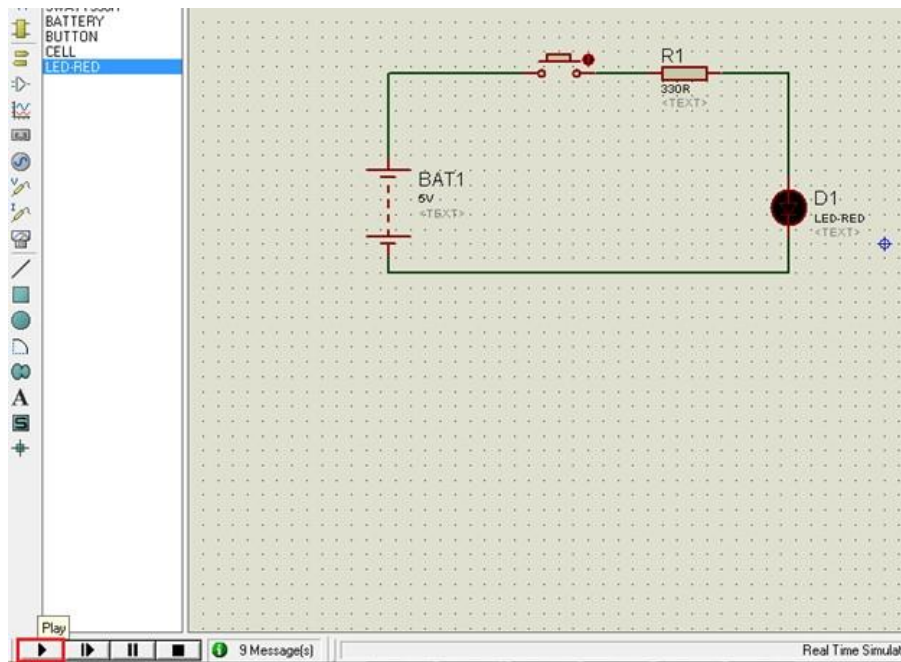 BATTERY
BUTTON
CELL
LED-RED
R1
330R
<TEXT>
BAT1
6V
<TEXT>
D1
LED-RED
<TEXT>
A
S
Play
9 Message(s)
Real Time Simulat